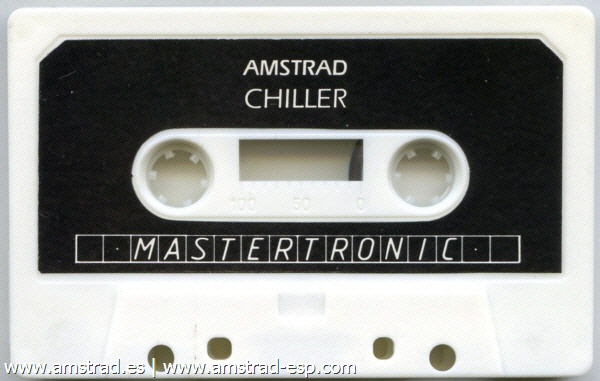 AMSTRAD
CHILLER
100 50 0
· MASTERTRONIC ·
www.amstrad.es | www.amstrad-esp.com